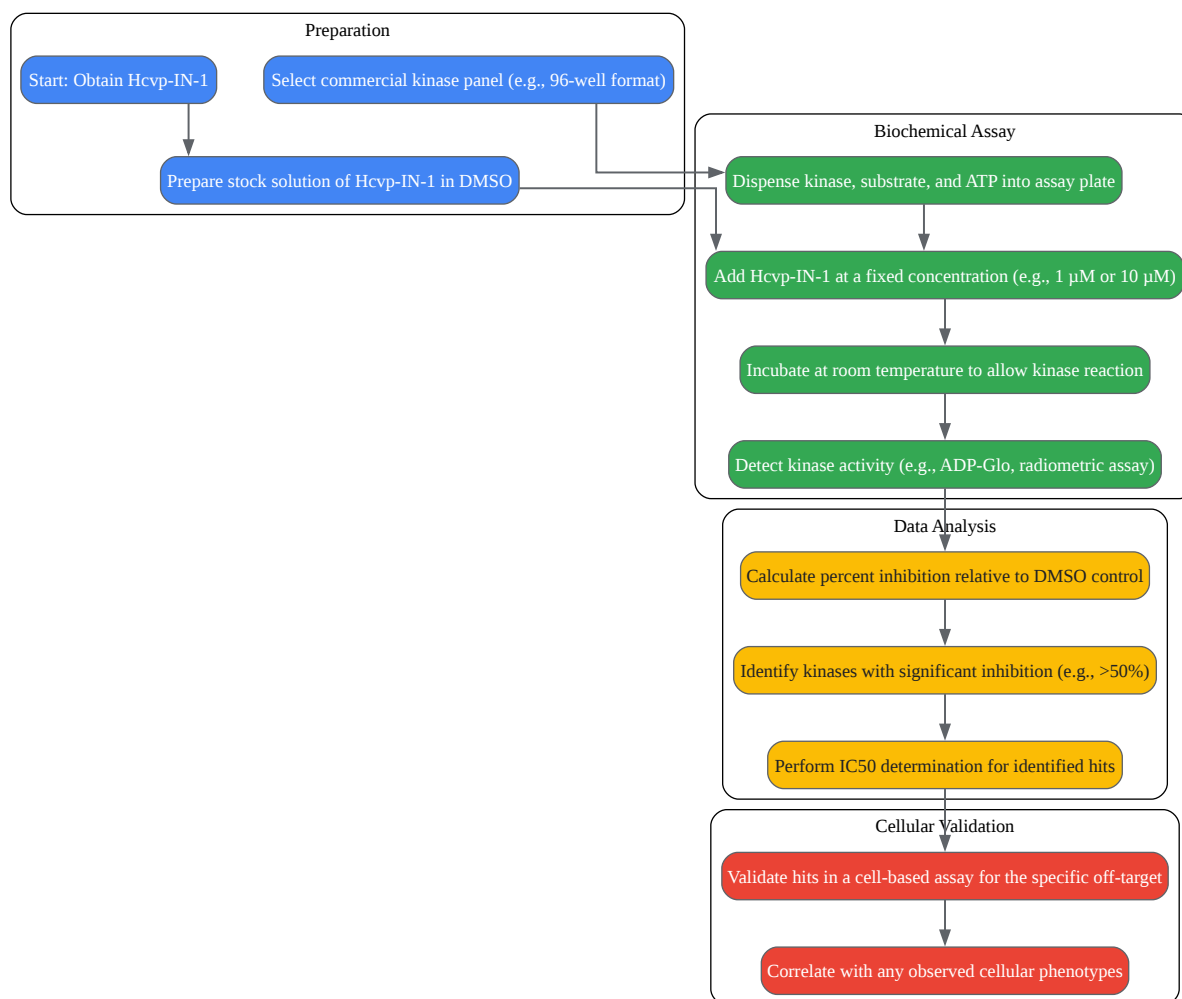 Preparation
Start: Obtain Hcvp-IN-1
Select commercial kinase panel (e.g., 96-well format)
Prepare stock solution of Hcvp-IN-1 in DMSO
Biochemical Assay
Dispense kinase, substrate, and ATP into assay plate
Add Hcvp-IN-1 at a fixed concentration (e.g., 1 µM or 10 µM)
Incubate at room temperature to allow kinase reaction
Detect kinase activity (e.g., ADP-Glo, radiometric assay)
Data Analysis
Calculate percent inhibition relative to DMSO control
Identify kinases with significant inhibition (e.g., >50%)
Perform IC50 determination for identified hits
Cellular Validation
Validate hits in a cell-based assay for the specific off-target
Correlate with any observed cellular phenotypes